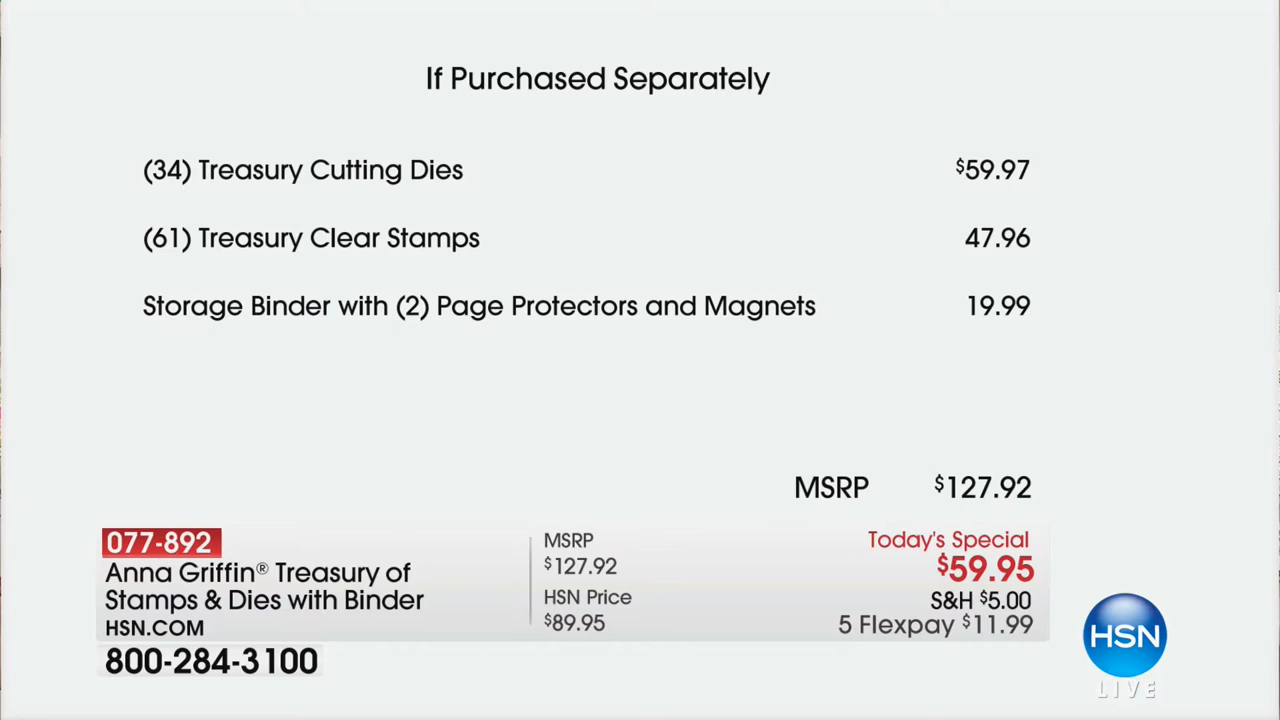 If Purchased Separately
(34) Treasury Cutting Dies $59.97
(61) Treasury Clear Stamps 47.96
Storage Binder with (2) Page Protectors and Magnets 19.99
MSRP $127.92
077-892
Anna Griffin® Treasury of
Stamps & Dies with Binder
HSN.COM
800-284-3100
MSRP
$127.92
HSN Price
$89.95
Today's Special
$59.95
S&H $5.00
5 Flexpay $11.99
HSN
LIVE